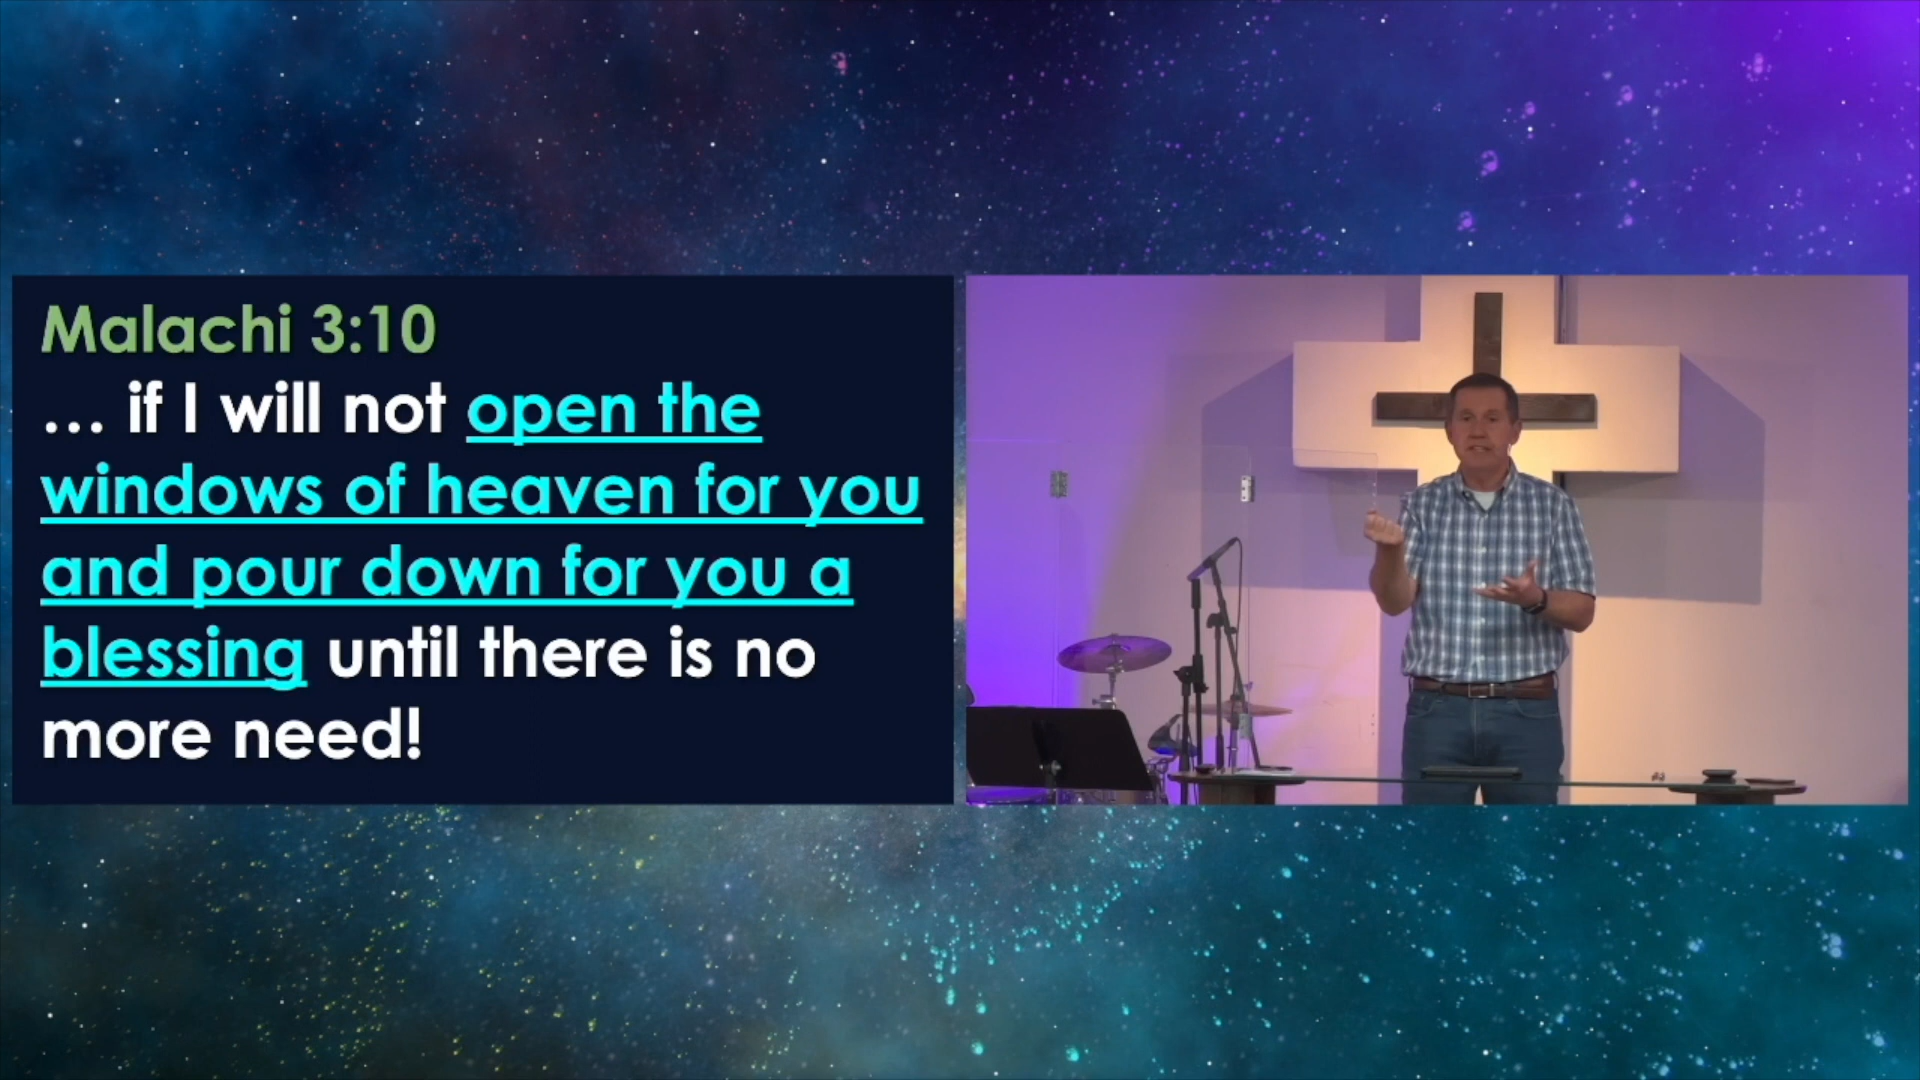 Malachi 3:10
… if I will not open the
windows of heaven for you
and pour down for you a
blessing until there is no
more need!